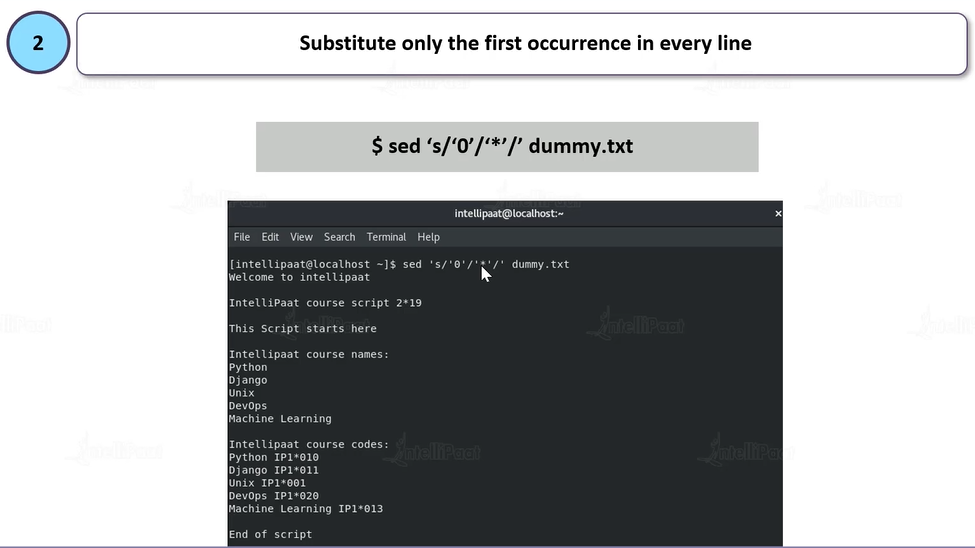 2
Substitute only the first occurrence in every line
$ sed ‘s/‘0’/‘*’/’ dummy.txt
intellipaat@localhost:~
×
File Edit View Search Terminal Help
[intellipaat@localhost ~]$ sed 's/'0'/'*'/' dummy.txt
Welcome to intellipaat
IntelliPaat course script 2*19
This Script starts here
Intellipaat course names:
Python
Django
Unix
DevOps
Machine Learning
Intellipaat course codes:
Python IP1*010
Django IP1*011
Unix IP1*001
DevOps IP1*020
Machine Learning IP1*013
End of script